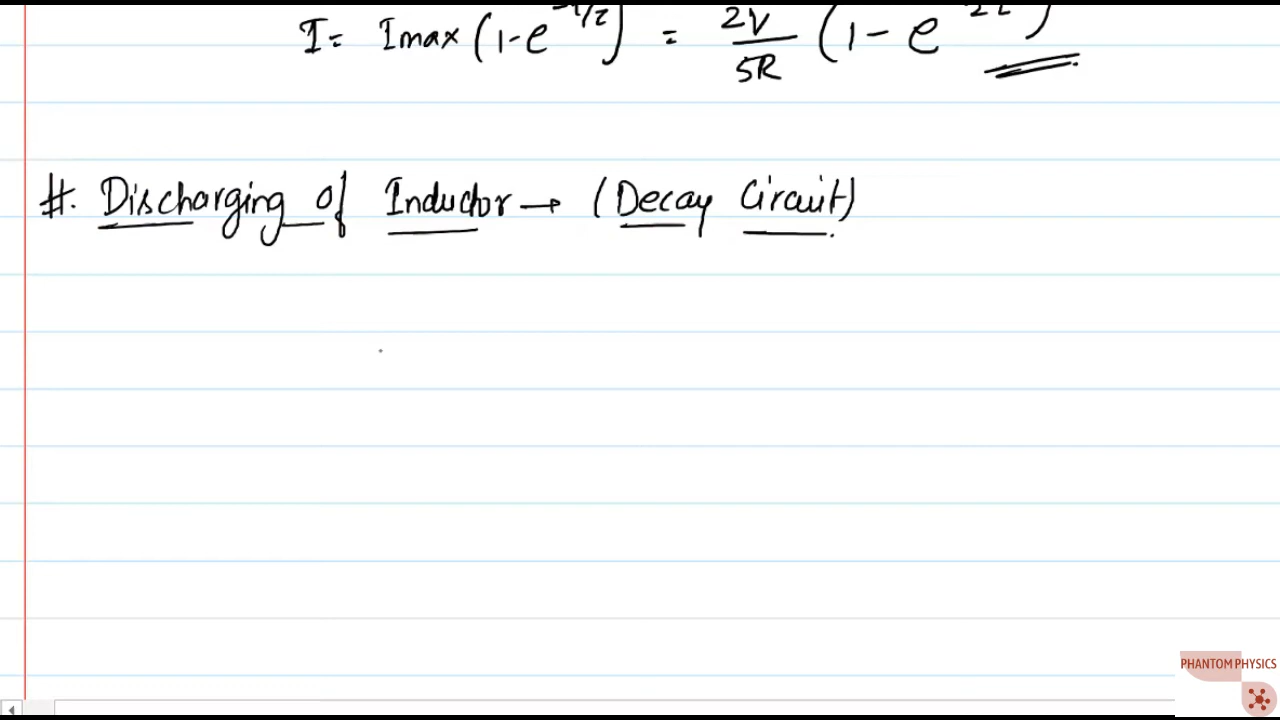 I = Imax (1 - e^-t/τ) = 2V/5R (1 - e
#. Discharging of Inductor → (Decay Circuit)
PHANTOM PHYSICS